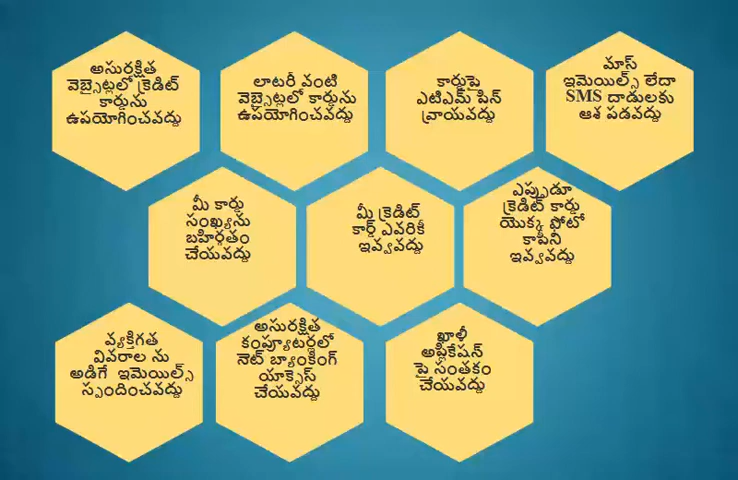 అసురక్షిత
వెబ్సైట్లలో క్రెడిట్
కార్డును
ఉపయోగించవద్దు
లాటరీ వంటి
వెబ్సైట్లలో కార్డును
ఉపయోగించవద్దు
కార్డుపై
ఎటిఎమ్ పిన్
వ్రాయవద్దు
మాస్
ఇమెయిల్స్ లేదా
SMS దాడులకు
ఆశ పడవద్దు
మీ కార్డు
సంఖ్యను
బహిర్గతం
చేయవద్దు
మీ క్రెడిట్
కార్డ్ ఎవరికీ
ఇవ్వవద్దు
ఎప్పుడూ
క్రెడిట్ కార్డు
యొక్క ఫోటో
కాపీని
ఇవ్వవద్దు
వ్యక్తిగత
వివరాల ను
అడిగే ఇమెయిల్స్
స్పందించవద్దు
అసురక్షిత
కంప్యూటర్లలో
నెట్ బ్యాంకింగ్
యాక్సెస్
చేయవద్దు
ఖాళీ
అప్లికేషన్
పై సంతకం
చేయవద్దు